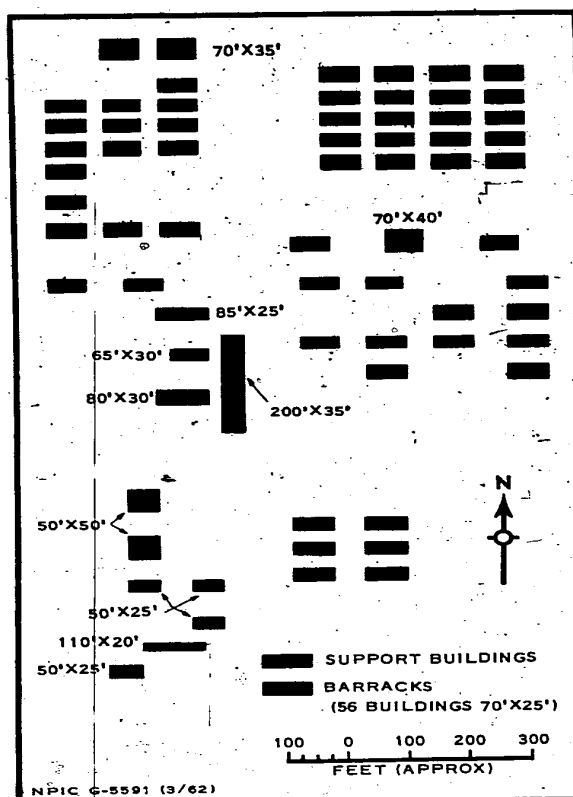 70'X35'
70'X40'
85'X25'
65'X30'
80'X30'
200'X35'
50'X50'
N
50'X25'
110'X20'
50'X25'
SUPPORT BUILDINGS
BARRACKS
(56 BUILDINGS 70'X25')
100 0 100 200 300
FEET (APPROX)
NPIC G-5591 (3/62)